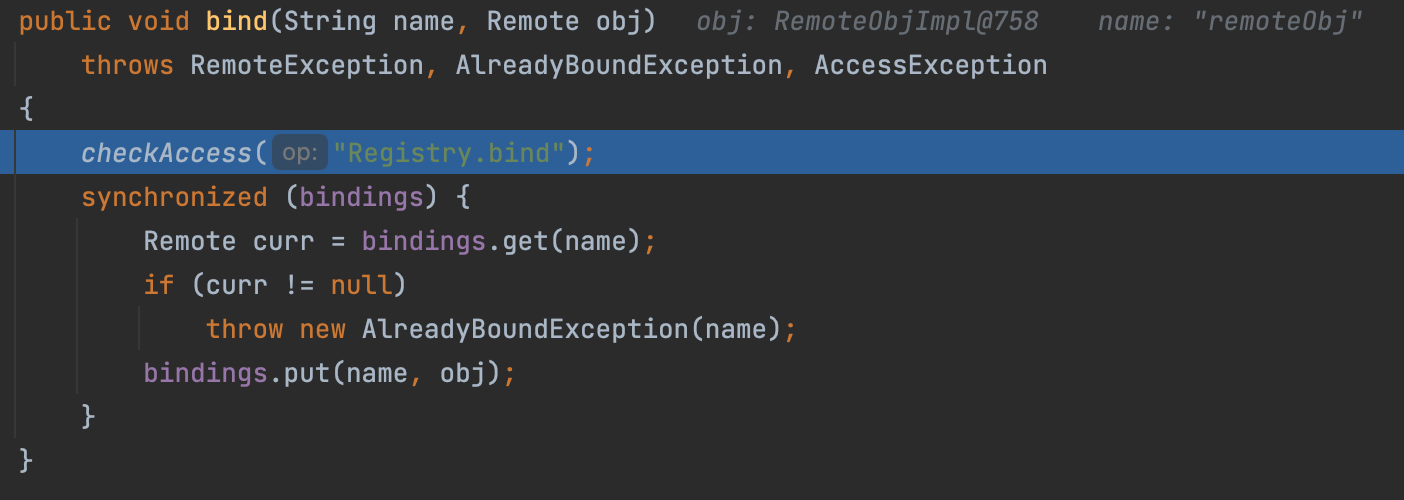 public void bind(String name, Remote obj)   obj: RemoteObjImpl@758    name: "remoteObj"
    throws RemoteException, AlreadyBoundException, AccessException
{
    checkAccess( op: "Registry.bind");
    synchronized (bindings) {
        Remote curr = bindings.get(name);
        if (curr != null)
            throw new AlreadyBoundException(name);
        bindings.put(name, obj);
    }
}